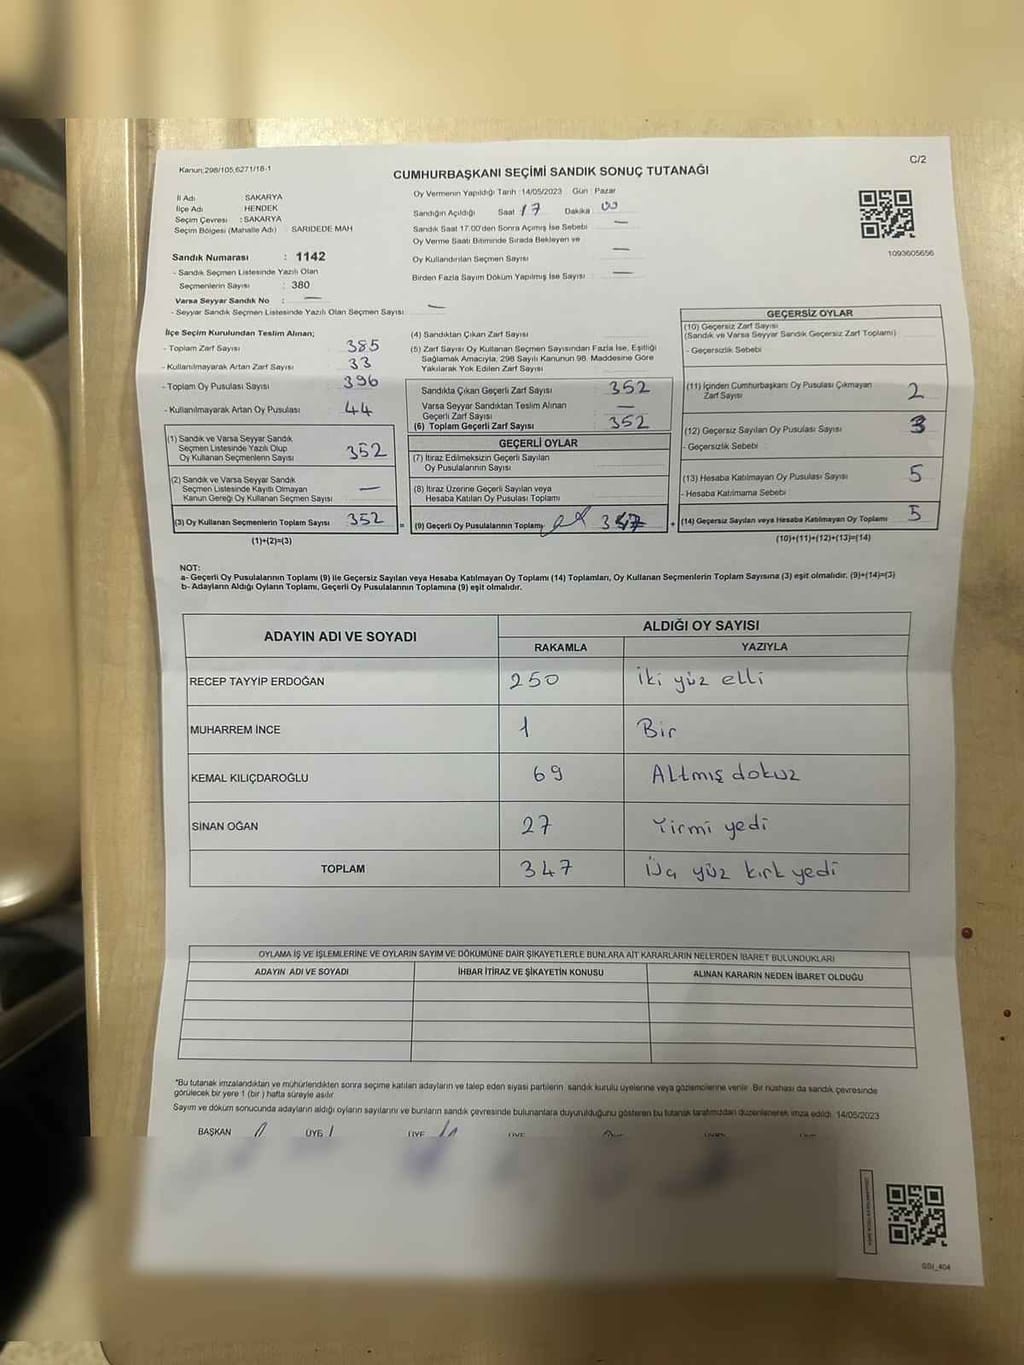 Kanun:298/105,6271/18-1
C/2
CUMHURBAŞKANI SEÇİMİ SANDIK SONUÇ TUTANAĞI
İl Adı : SAKARYA
İlçe Adı : HENDEK
Seçim Çevresi : SAKARYA
Seçim Bölgesi (Mahalle Adı) : SARIDEDE MAH
Sandık Numarası : 1142
- Sandık Seçmen Listesinde Yazılı Olan
Seçmenlerin Sayısı : 380
Varsa Seyyar Sandık No : —
- Seyyar Sandık Seçmen Listesinde Yazılı Olan Seçmen Sayısı : —
Oy Vermenin Yapıldığı Tarih :14/05/2023 Gün : Pazar
Sandığın Açıldığı Saat 17 Dakika 00
Sandık Saat 17.00'den Sonra Açılmış İse Sebebi —
Oy Verme Saati Bitiminde Sırada Bekleyen ve
Oy Kullandırılan Seçmen Sayısı —
Birden Fazla Sayım Döküm Yapılmış İse Sayısı —
1093605656
İlçe Seçim Kurulundan Teslim Alınan;
- Toplam Zarf Sayısı 385
- Kullanılmayarak Artan Zarf Sayısı 33
- Toplam Oy Pusulası Sayısı 396
- Kullanılmayarak Artan Oy Pusulası 44
(1) Sandık ve Varsa Seyyar Sandık
Seçmen Listesinde Yazılı Olup
Oy Kullanan Seçmenlerin Sayısı 352
(2) Sandık ve Varsa Seyyar Sandık
Seçmen Listesinde Kayıtlı Olmayan
Kanun Gereği Oy Kullanan Seçmen Sayısı —
(3) Oy Kullanan Seçmenlerin Toplam Sayısı 352
(1)+(2)=(3)
(4) Sandıktan Çıkan Zarf Sayısı
(5) Zarf Sayısı Oy Kullanan Seçmen Sayısından Fazla İse, Eşitliği
Sağlamak Amacıyla, 298 Sayılı Kanunun 98. Maddesine Göre
Yakılarak Yok Edilen Zarf Sayısı
Sandıkta Çıkan Geçerli Zarf Sayısı 352
Varsa Seyyar Sandıktan Teslim Alınan
Geçerli Zarf Sayısı —
(6) Toplam Geçerli Zarf Sayısı 352
GEÇERLİ OYLAR
(7) İtiraz Edilmeksizin Geçerli Sayılan
Oy Pusulalarının Sayısı
(8) İtiraz Üzerine Geçerli Sayılan veya
Hesaba Katılan Oy Pusulası Toplamı
= (9) Geçerli Oy Pusulalarının Toplamı 347
GEÇERSİZ OYLAR
(10) Geçersiz Zarf Sayısı
(Sandık ve Varsa Seyyar Sandık Geçersiz Zarf Toplamı)
- Geçersizlik Sebebi
(11) İçinden Cumhurbaşkanı Oy Pusulası Çıkmayan
Zarf Sayısı 2
(12) Geçersiz Sayılan Oy Pusulası Sayısı 3
- Geçersizlik Sebebi
(13) Hesaba Katılmayan Oy Pusulası Sayısı 5
- Hesaba Katılmama Sebebi
+ (14) Geçersiz Sayılan veya Hesaba Katılmayan Oy Toplamı 5
(10)+(11)+(12)+(13)=(14)
NOT:
a- Geçerli Oy Pusulalarının Toplamı (9) ile Geçersiz Sayılan veya Hesaba Katılmayan Oy Toplamı (14) Toplamları, Oy Kullanan Seçmenlerin Toplam Sayısına (3) eşit olmalıdır. (9)+(14)=(3)
b- Adayların Aldığı Oyların Toplamı, Geçerli Oy Pusulalarının Toplamına (9) eşit olmalıdır.
ADAYIN ADI VE SOYADI
ALDIĞI OY SAYISI
RAKAMLA YAZIYLA
RECEP TAYYİP ERDOĞAN 250 İki yüz elli
MUHARREM İNCE 1 Bir
KEMAL KILIÇDAROĞLU 69 Altmış dokuz
SİNAN OĞAN 27 Yirmi yedi
TOPLAM 347 Üç yüz kırk yedi
OYLAMA İŞ VE İŞLEMLERİNE VE OYLARIN SAYIM VE DÖKÜMÜNE DAİR ŞİKAYETLERLE BUNLARA AİT KARARLARIN NELERDEN İBARET BULUNDUKLARI
ADAYIN ADI VE SOYADI İHBAR İTİRAZ VE ŞİKAYETİN KONUSU ALINAN KARARIN NEDEN İBARET OLDUĞU
*Bu tutanak imzalandıktan ve mühürlendikten sonra seçime katılan adayların ve talep eden siyasi partilerin sandık kurulu üyelerine veya gözlemcilerine verilir. Bir nüshası da sandık çevresinde
görülecek bir yere 1 (bir) hafta süreyle asılır
Sayım ve döküm sonucunda adayların aldığı oyların sayılarını ve bunların sandık çevresinde bulunanlara duyurulduğunu gösteren bu tutanak tarafımızdan düzenlenerek imza edildi. 14/05/2023
BAŞKAN ÜYE ÜYE ÜYE
GDI_404